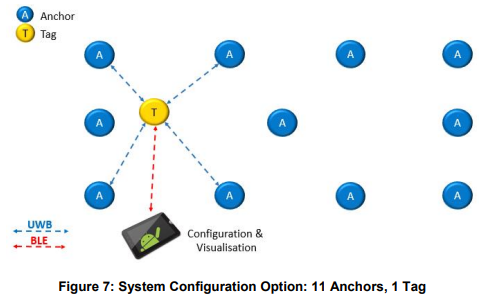 A Anchor
T Tag
A A A A
T
A A A
A A A A
UWB
BLE
Configuration &
Visualisation
Figure 7: System Configuration Option: 11 Anchors, 1 Tag